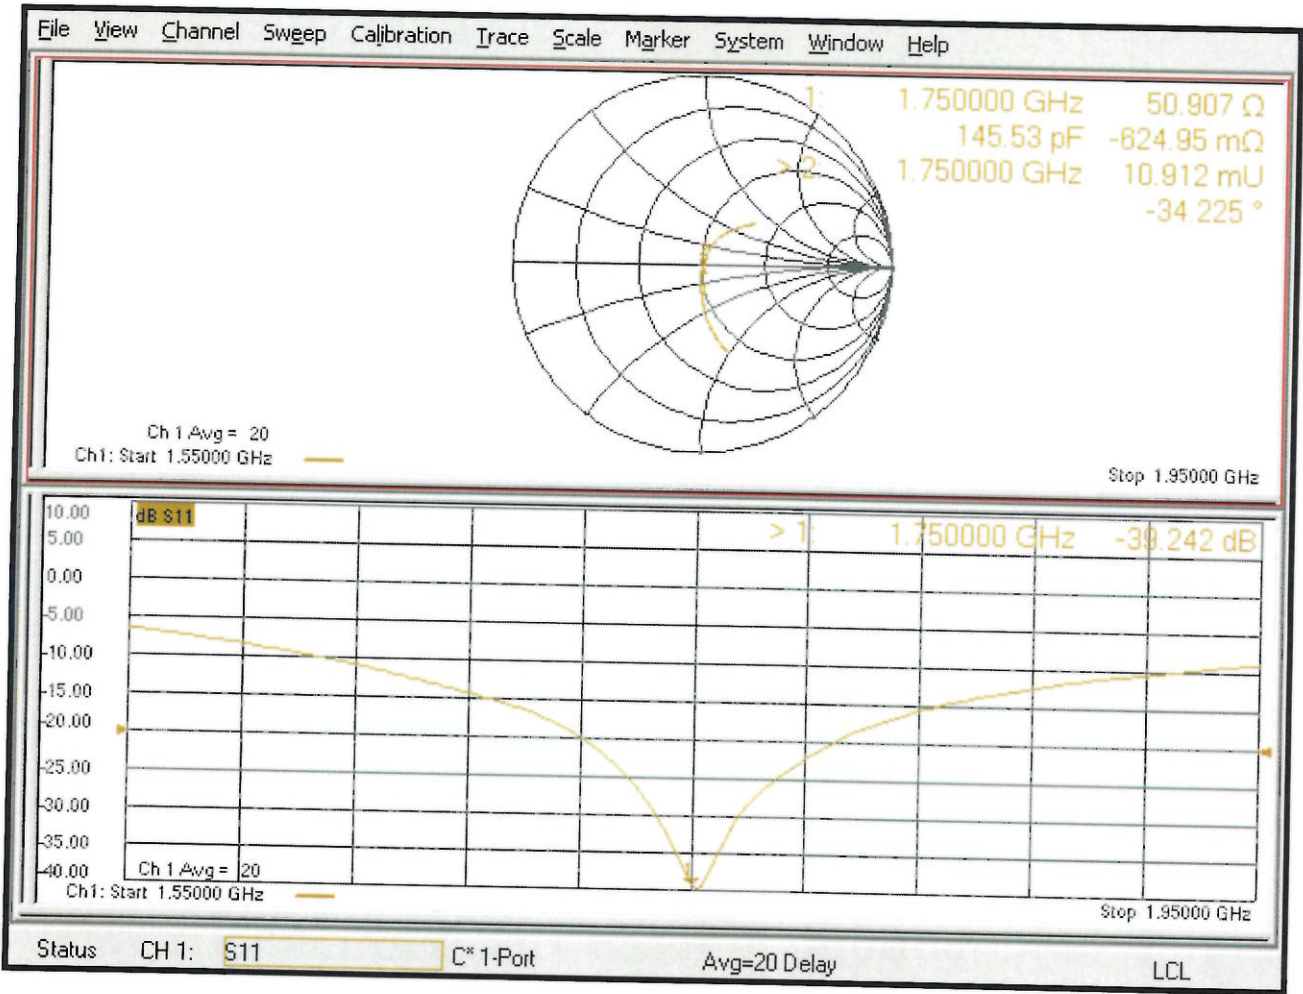 File View Channel Sweep Calibration Trace Scale Marker System Window Help
1: 1.750000 GHz 50.907 Ω
145.53 pF -624.95 mΩ
> 2: 1.750000 GHz 10.912 mU
-34.225 °
Ch 1 Avg = 20
Ch1: Start 1.55000 GHz
Stop 1.95000 GHz
10.00
dB S11
> 1: 1.750000 GHz -39.242 dB
5.00
0.00
-5.00
-10.00
-15.00
-20.00
-25.00
-30.00
-35.00
-40.00
1
Ch 1 Avg = 20
Ch1: Start 1.55000 GHz
Stop 1.95000 GHz
Status CH 1: S11 C* 1-Port Avg=20 Delay LCL